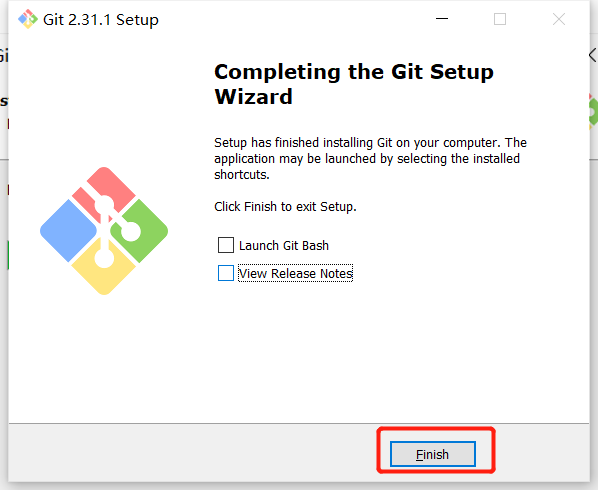 Git 2.31.1 Setup
Completing the Git Setup
Wizard
Setup has finished installing Git on your computer. The
application may be launched by selecting the installed
shortcuts.
Click Finish to exit Setup.
Launch Git Bash
View Release Notes
Finish